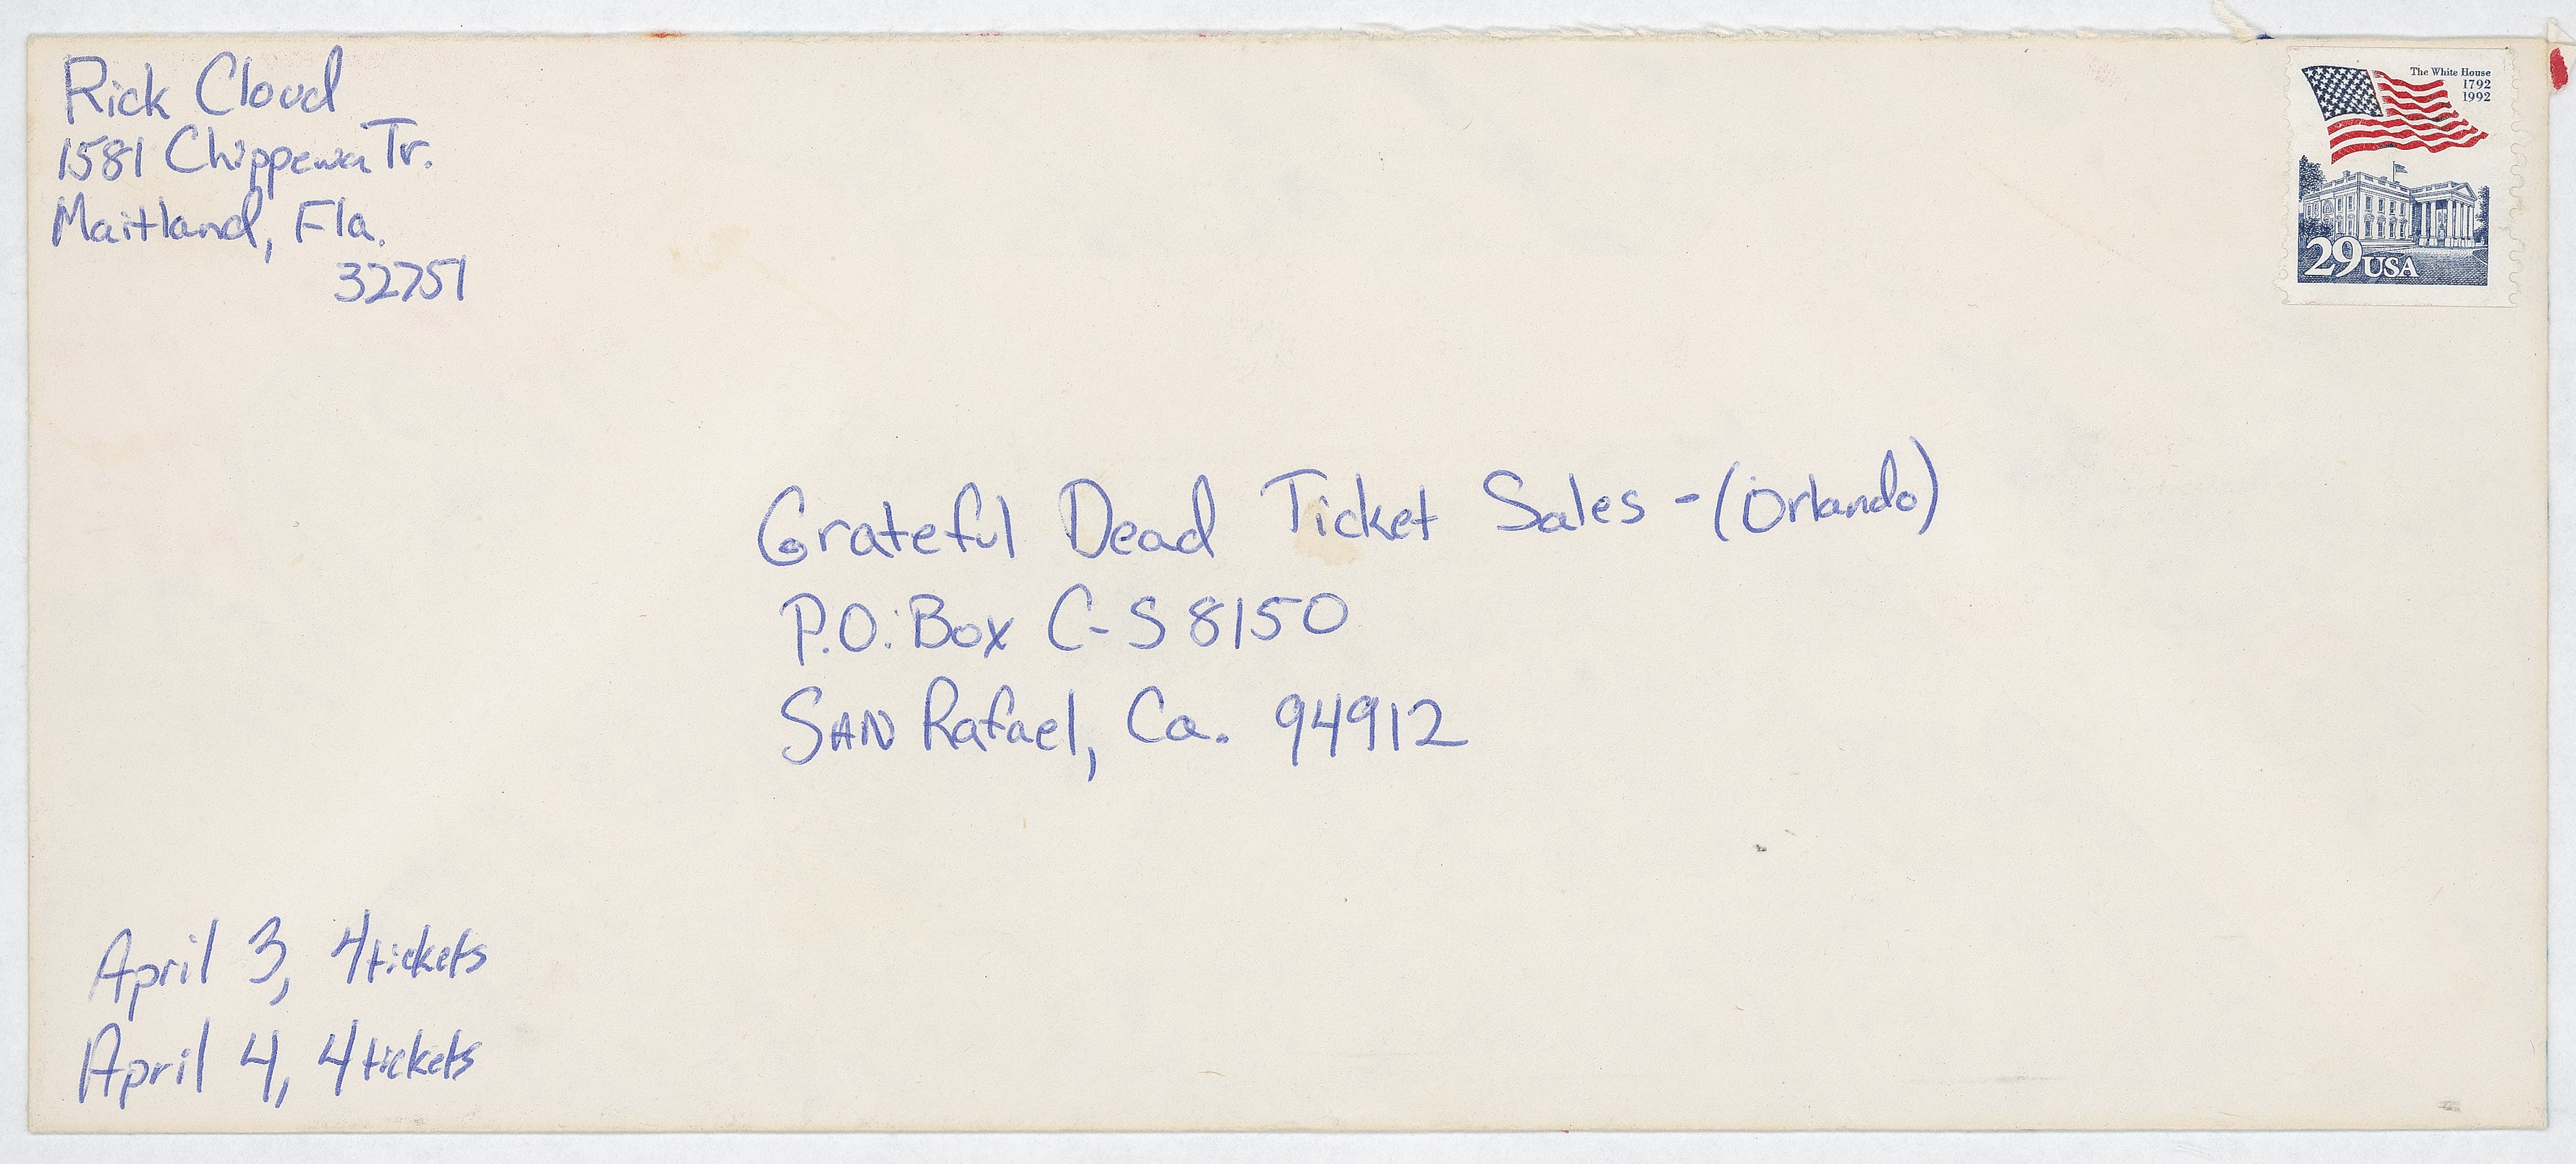 Rick Cloud
1581 Chippewa Tr.
Maitland, Fla.
32751
The White House
1792
1992
29 USA
Grateful Dead Ticket Sales - (Orlando)
P.O. Box C-S 8150
SAN Rafael, Ca. 94912
April 3, 4 tickets
April 4, 4 tickets